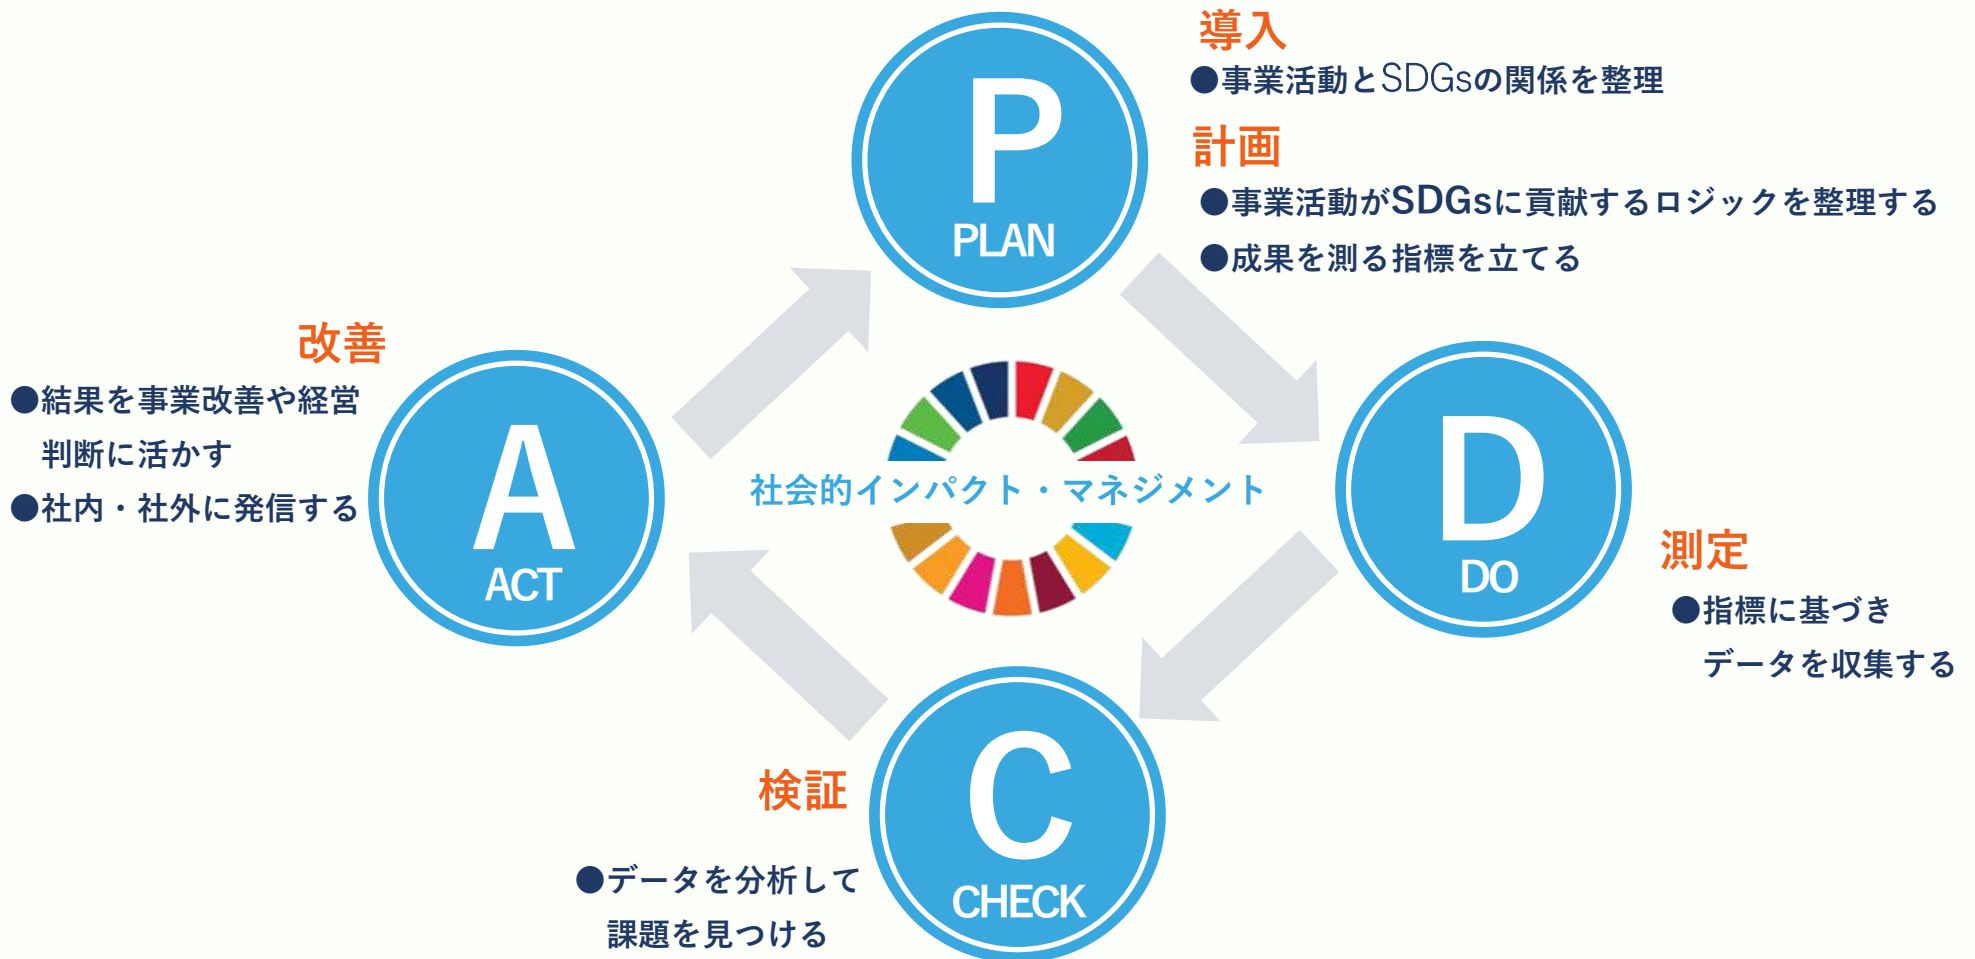 P
PLAN
導入
●事業活動とSDGsの関係を整理
計画
●事業活動がSDGsに貢献するロジックを整理する
●成果を測る指標を立てる
D
DO
測定
●指標に基づき
データを収集する
社会的インパクト・マネジメント
C
CHECK
検証
●データを分析して
課題を見つける
A
ACT
改善
●結果を事業改善や経営
判断に活かす
●社内・社外に発信する